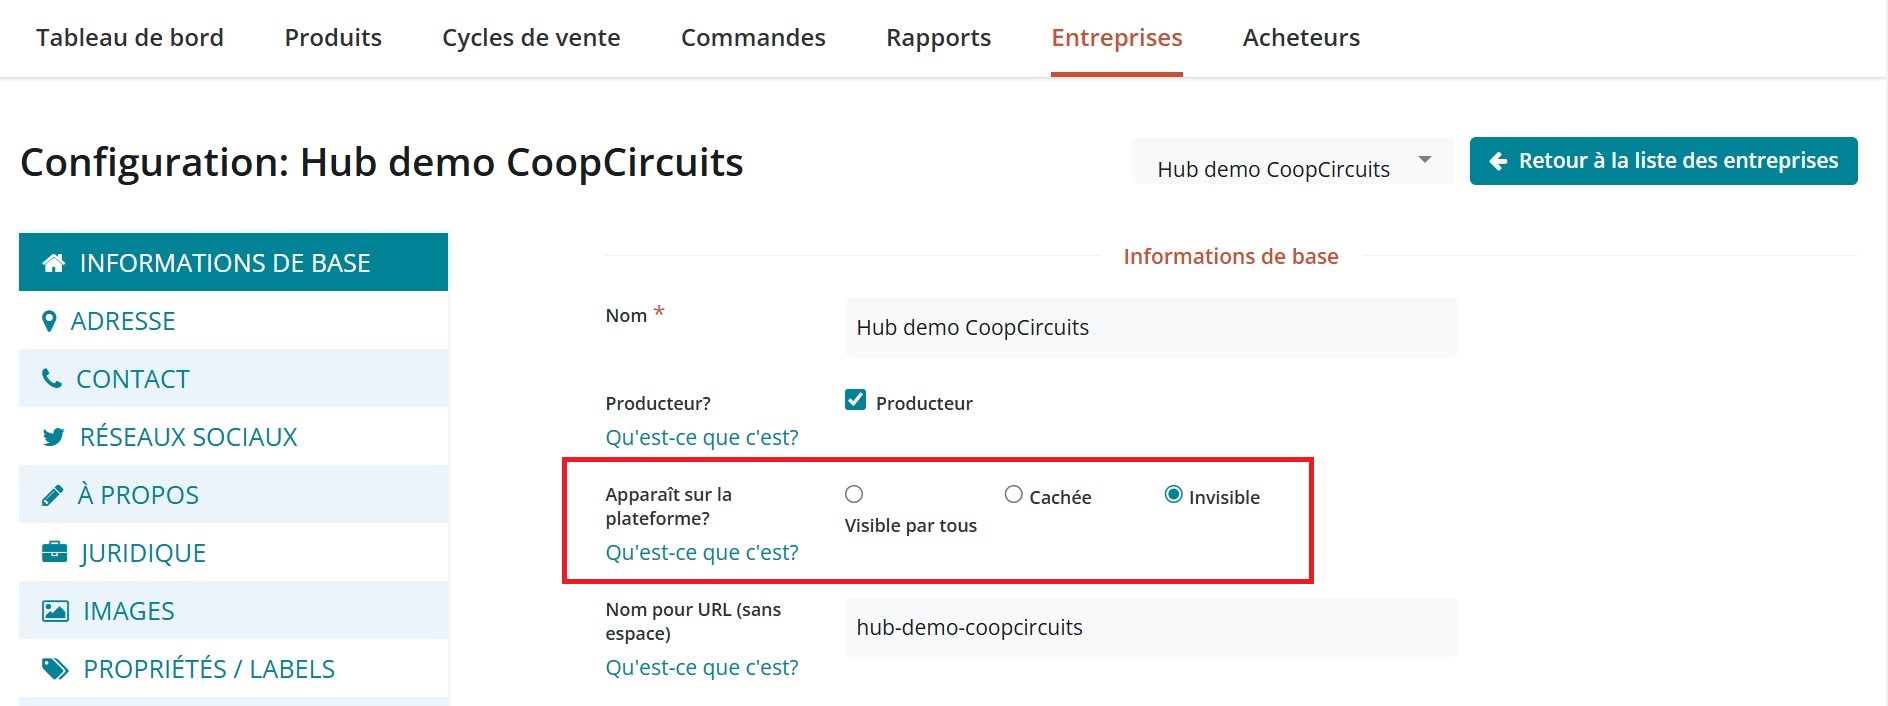 Tableau de bord Produits Cycles de vente Commandes Rapports Entreprises Acheteurs
Configuration: Hub demo CoopCircuits
Hub demo CoopCircuits
Retour à la liste des entreprises
INFORMATIONS DE BASE
ADRESSE
CONTACT
RÉSEAUX SOCIAUX
À PROPOS
JURIDIQUE
IMAGES
PROPRIÉTÉS / LABELS
Informations de base
Nom *
Hub demo CoopCircuits
Producteur?
Producteur
Qu'est-ce que c'est?
Apparaît sur la
plateforme?
Qu'est-ce que c'est?
Visible par tous
Cachée
Invisible
Nom pour URL (sans
espace)
hub-demo-coopcircuits
Qu'est-ce que c'est?